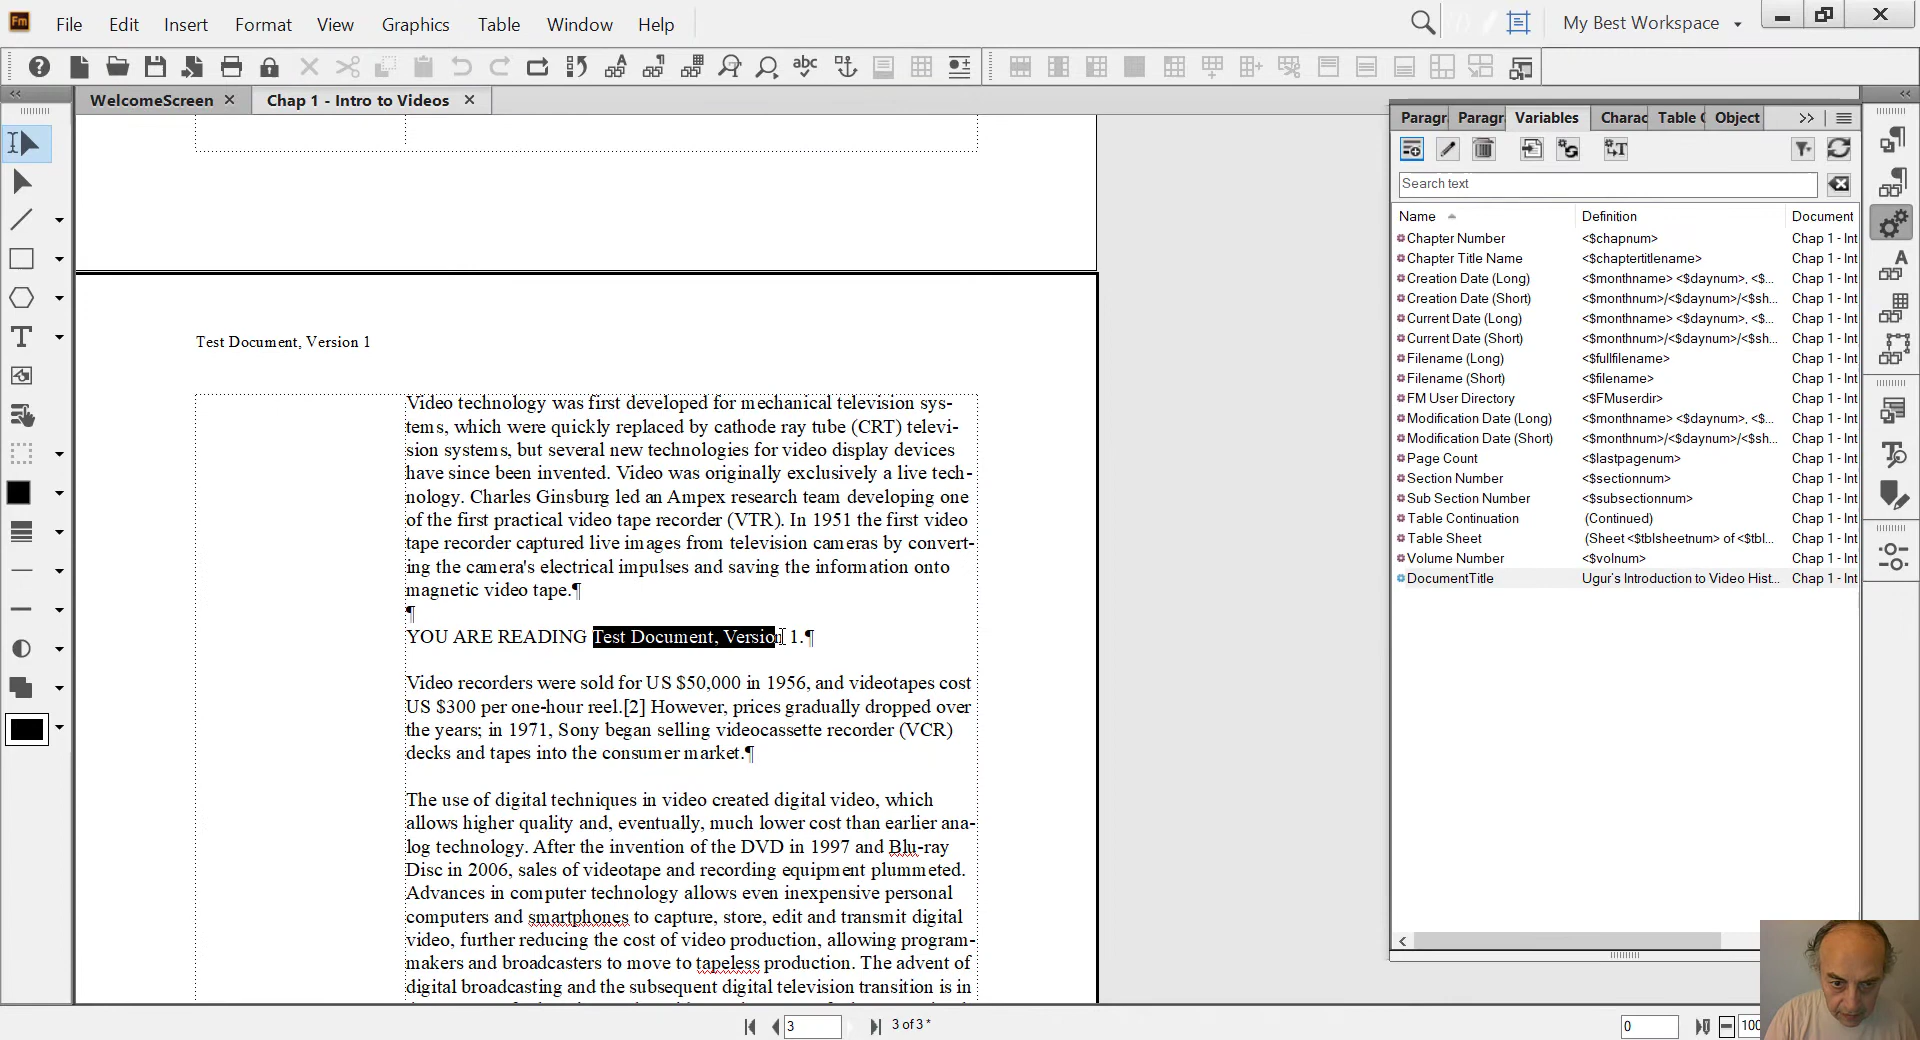 Fm File Edit Insert Format View Graphics Table Window Help My Best Workspace
WelcomeScreen Chap 1 - Intro to Videos
Test Document, Version 1
Video technology was first developed for mechanical television sys-
tems, which were quickly replaced by cathode ray tube (CRT) televi-
sion systems, but several new technologies for video display devices
have since been invented. Video was originally exclusively a live tech-
nology. Charles Ginsburg led an Ampex research team developing one
of the first practical video tape recorder (VTR). In 1951 the first video
tape recorder captured live images from television cameras by convert-
ing the camera's electrical impulses and saving the information onto
magnetic video tape.¶
¶
YOU ARE READING Test Document, Version 1.¶
Video recorders were sold for US $50,000 in 1956, and videotapes cost
US $300 per one-hour reel.[2] However, prices gradually dropped over
the years; in 1971, Sony began selling videocassette recorder (VCR)
decks and tapes into the consumer market.¶
The use of digital techniques in video created digital video, which
allows higher quality and, eventually, much lower cost than earlier ana-
log technology. After the invention of the DVD in 1997 and Blu-ray
Disc in 2006, sales of videotape and recording equipment plummeted.
Advances in computer technology allows even inexpensive personal
computers and smartphones to capture, store, edit and transmit digital
video, further reducing the cost of video production, allowing program-
makers and broadcasters to move to tapeless production. The advent of
digital broadcasting and the subsequent digital television transition is in
Paragr Paragr Variables Charac Table C Object
Search text
Name Definition Document
Chapter Number <$chapnum> Chap 1 - Int
Chapter Title Name <$chaptertitlename> Chap 1 - Int
Creation Date (Long) <$monthname> <$daynum>, <$... Chap 1 - Int
Creation Date (Short) <$monthnum>/<$daynum>/<$sh... Chap 1 - Int
Current Date (Long) <$monthname> <$daynum>, <$... Chap 1 - Int
Current Date (Short) <$monthnum>/<$daynum>/<$sh... Chap 1 - Int
Filename (Long) <$fullfilename> Chap 1 - Int
Filename (Short) <$filename> Chap 1 - Int
FM User Directory <$FMuserdir> Chap 1 - Int
Modification Date (Long) <$monthname> <$daynum>, <$... Chap 1 - Int
Modification Date (Short) <$monthnum>/<$daynum>/<$sh... Chap 1 - Int
Page Count <$lastpagenum> Chap 1 - Int
Section Number <$sectionnum> Chap 1 - Int
Sub Section Number <$subsectionnum> Chap 1 - Int
Table Continuation (Continued) Chap 1 - Int
Table Sheet (Sheet <$tblsheetnum> of <$tbl... Chap 1 - Int
Volume Number <$volnum> Chap 1 - Int
DocumentTitle Ugur's Introduction to Video Hist... Chap 1 - Int
3 3 of 3 * 0 100